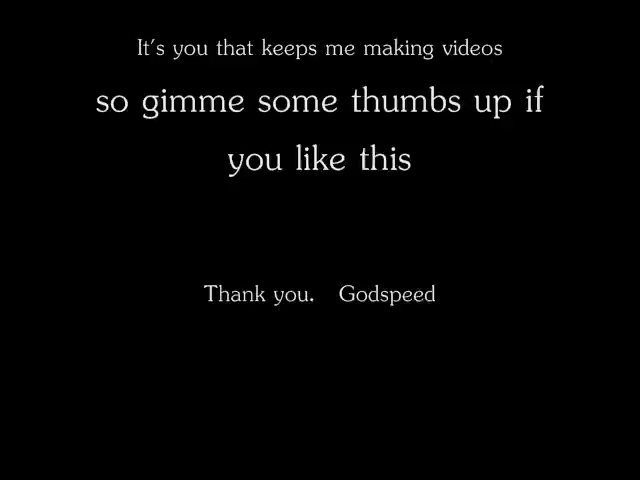 It's you that keeps me making videos
so gimme some thumbs up if
you like this
Thank you. Godspeed